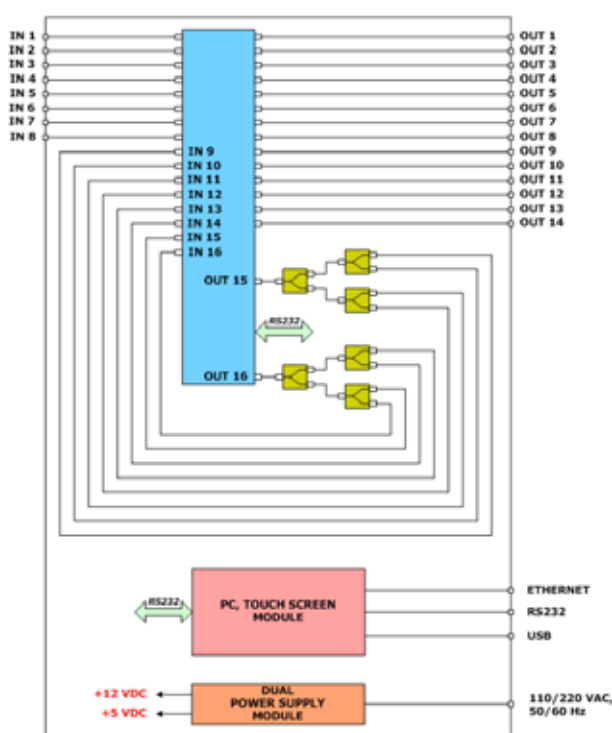 IN 1
IN 2
IN 3
IN 4
IN 5
IN 6
IN 7
IN 8
OUT 1
OUT 2
OUT 3
OUT 4
OUT 5
OUT 6
OUT 7
OUT 8
OUT 9
OUT 10
OUT 11
OUT 12
OUT 13
OUT 14
IN 9
IN 10
IN 11
IN 12
IN 13
IN 14
IN 15
IN 16
OUT 15
RS232
OUT 16
RS232
PC, TOUCH SCREEN
MODULE
ETHERNET
RS232
USB
+12 VDC
+5 VDC
DUAL
POWER SUPPLY
MODULE
110/220 VAC,
50/60 Hz